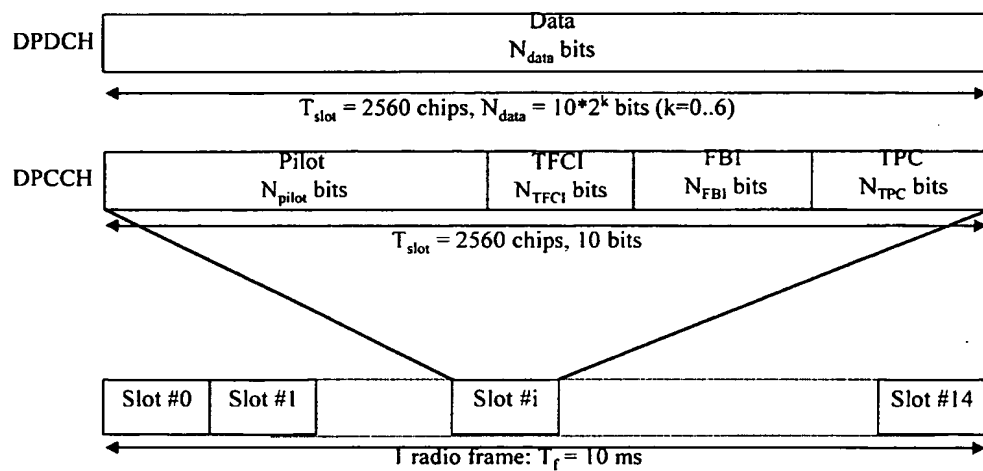 DPDCH
Data
N_data bits
T_slot = 2560 chips, N_data = 10*2^k bits (k=0..6)
DPCCH
Pilot
N_pilot bits
TFCI
N_TFCI bits
FBI
N_FBI bits
TPC
N_TPC bits
T_slot = 2560 chips, 10 bits
Slot #0
Slot #1
Slot #i
Slot #14
1 radio frame: T_f = 10 ms